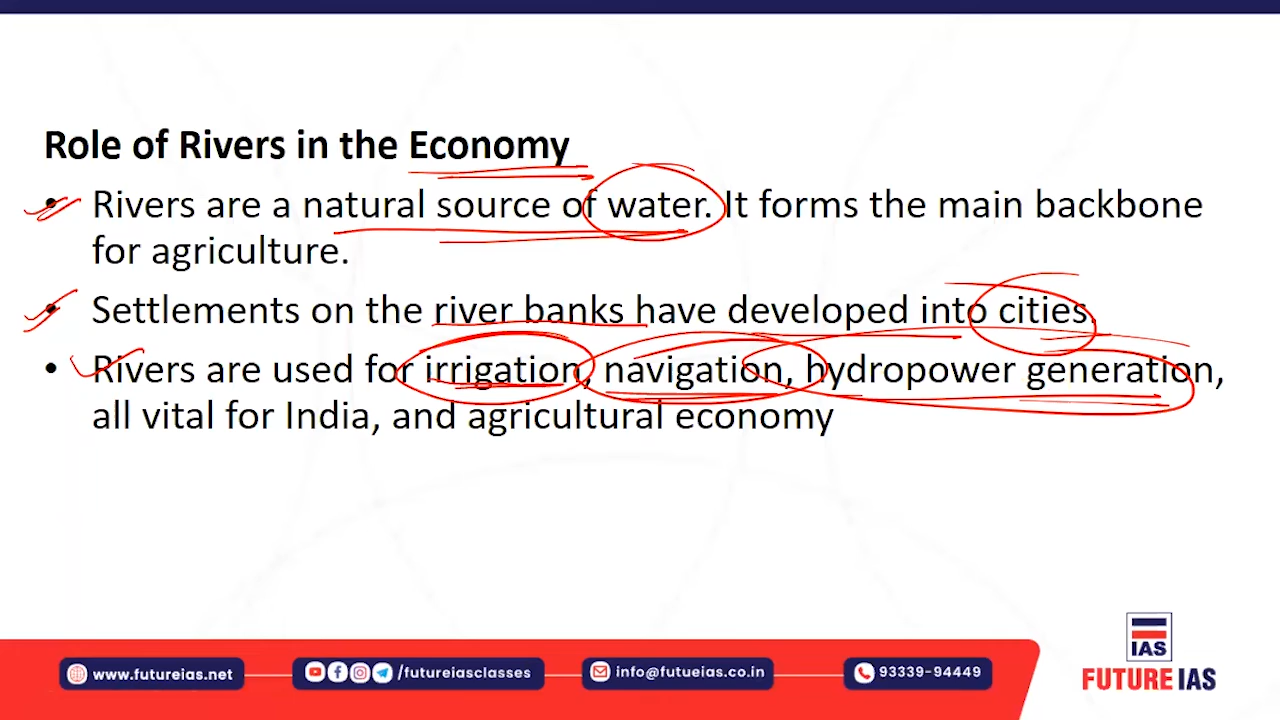 Role of Rivers in the Economy
• Rivers are a natural source of water. It forms the main backbone
for agriculture.
• Settlements on the river banks have developed into cities.
• Rivers are used for irrigation, navigation, hydropower generation,
all vital for India, and agricultural economy
IAS
FUTURE IAS
www.futureias.net
/futureiasclasses
info@futueias.co.in
93339-94449